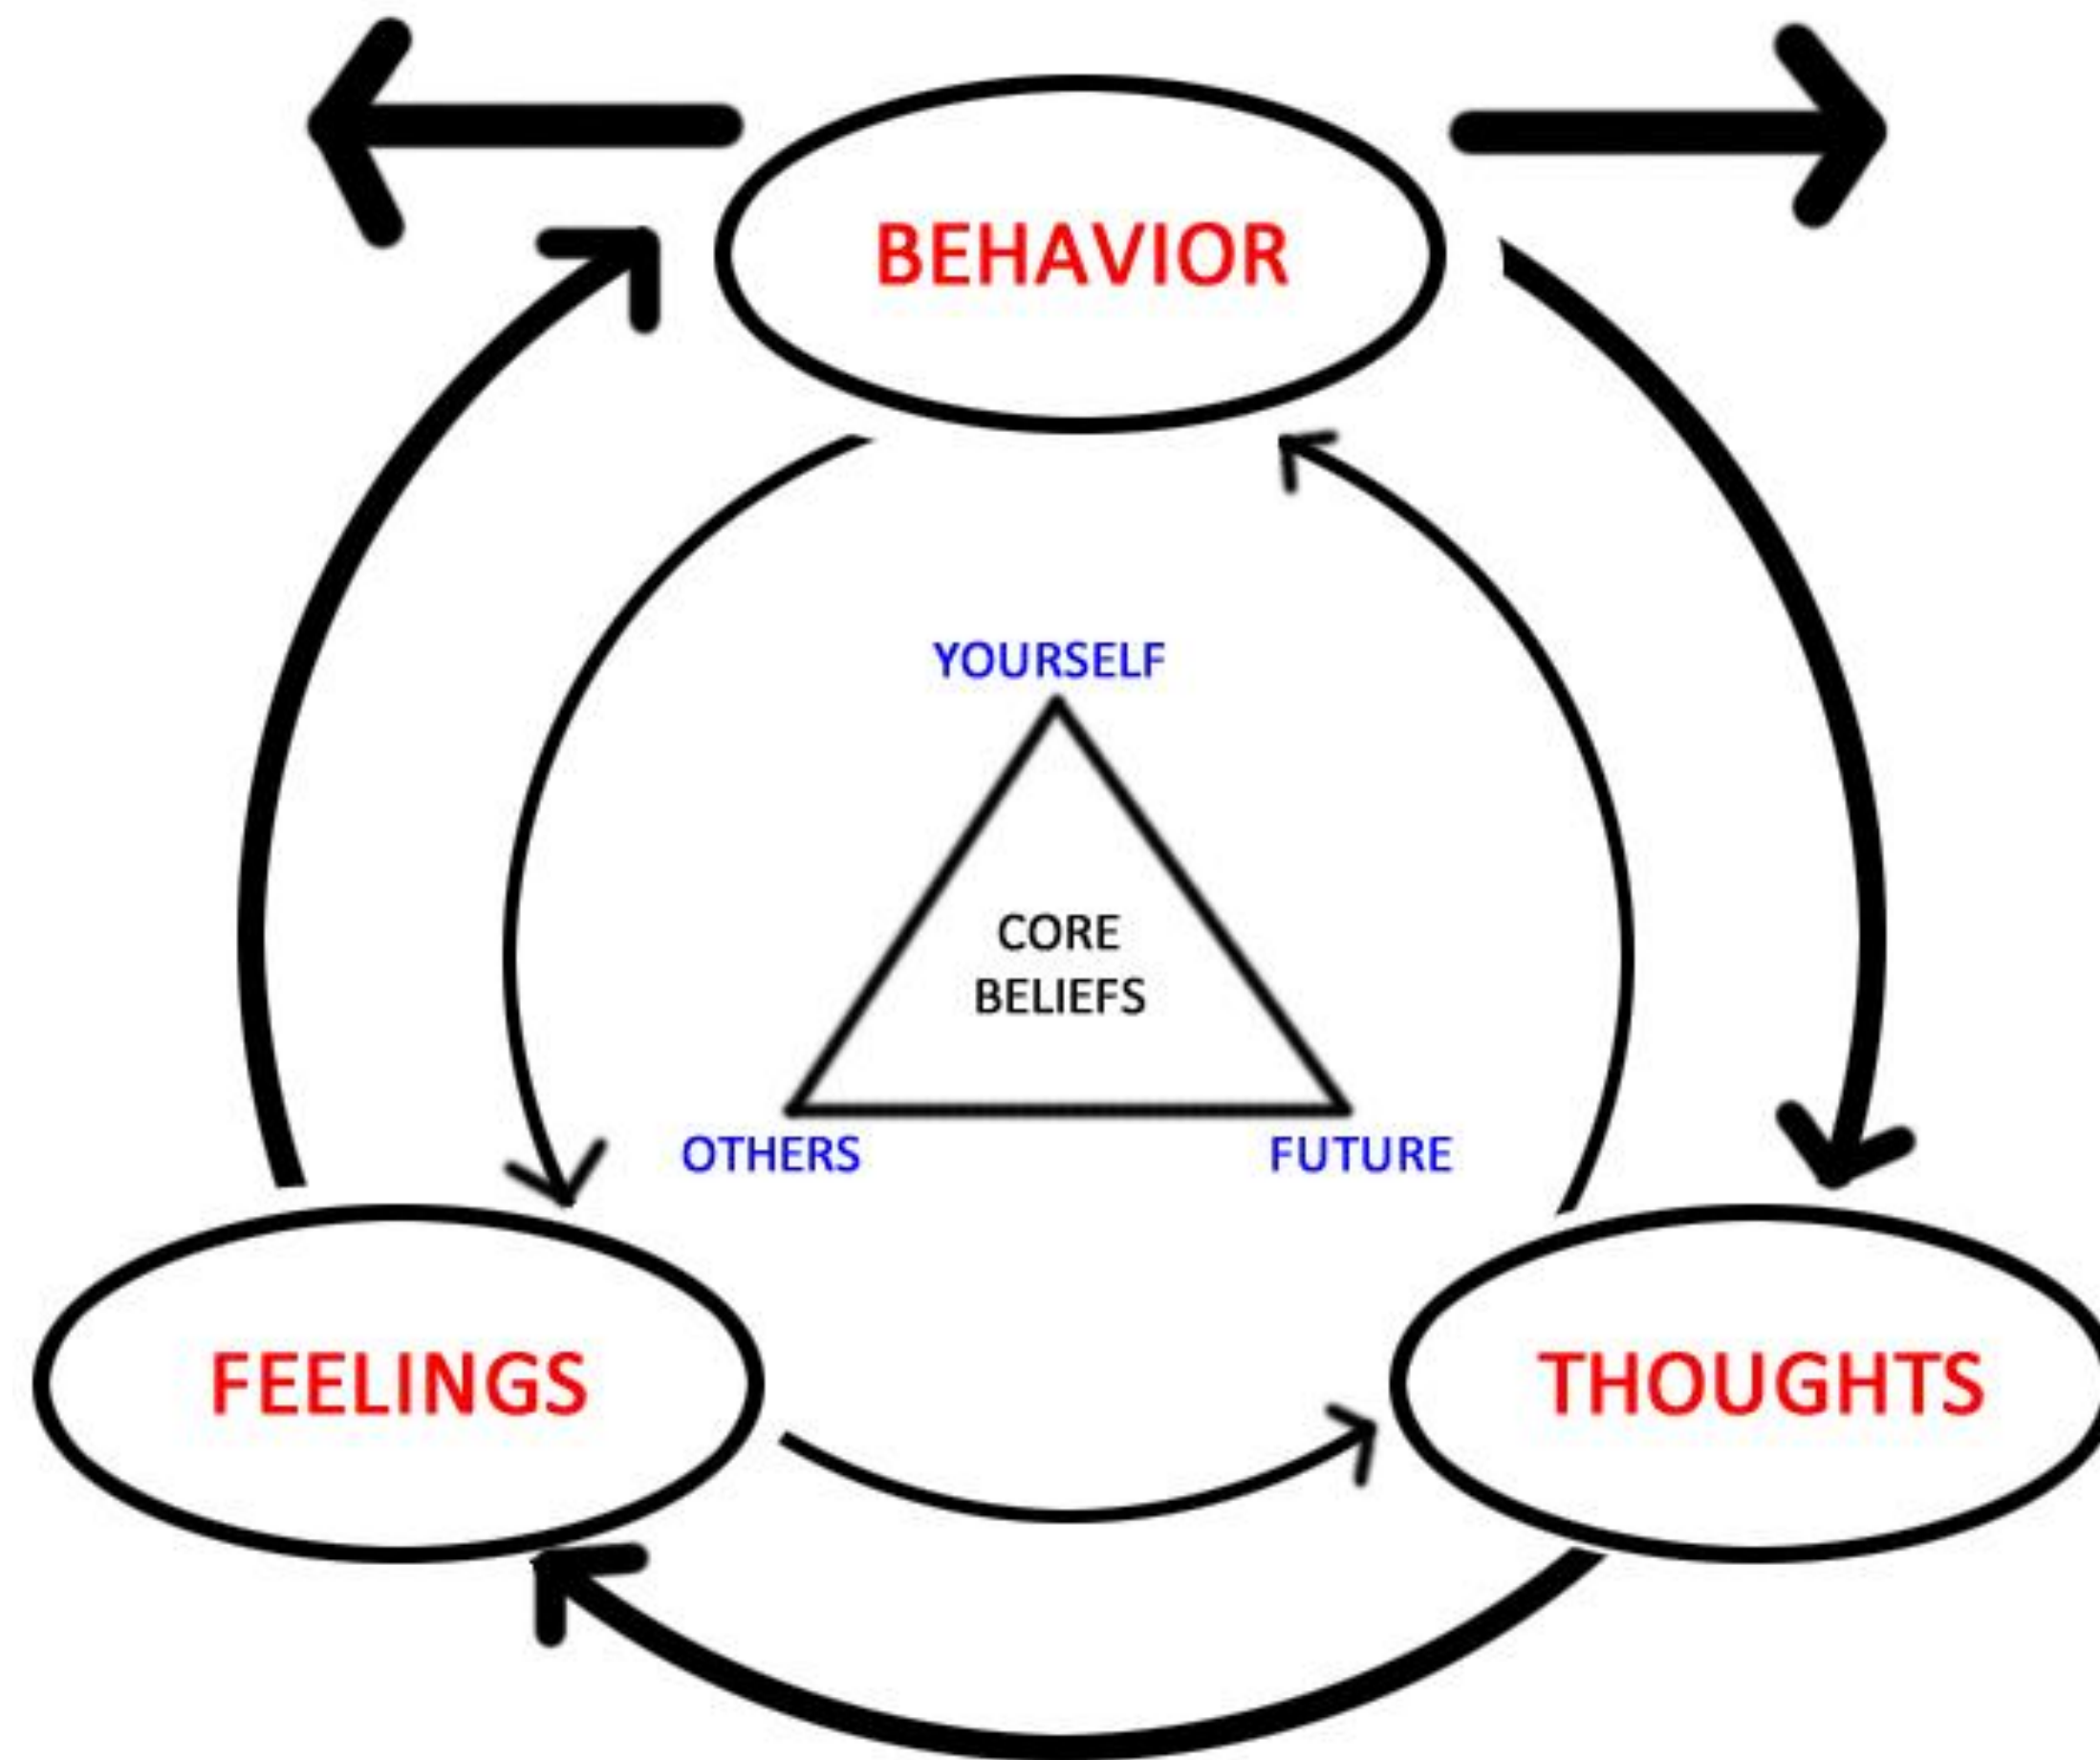 BEHAVIOR
YOURSELF
CORE
BELIEFS
OTHERS
FUTURE
FEELINGS
THOUGHTS